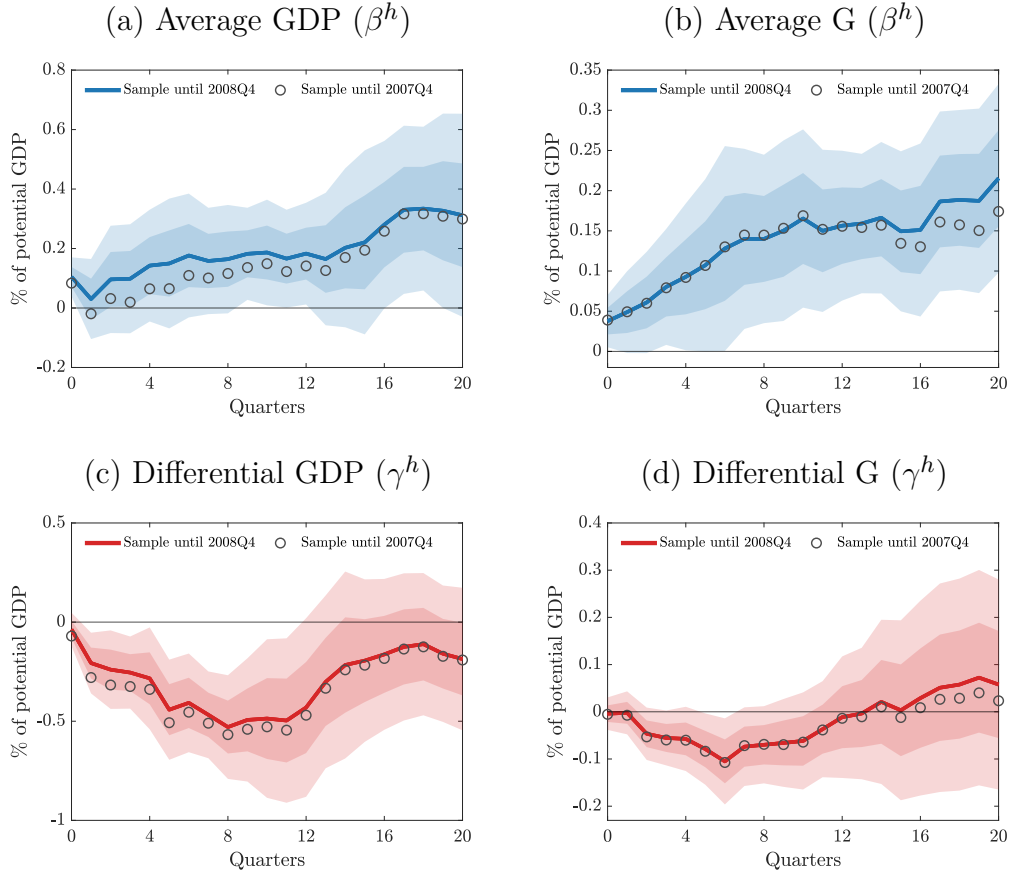 (a) Average GDP (β^h)
% of potential GDP
0.8
0.6
0.4
0.2
0
-0.2
Sample until 2008Q4
Sample until 2007Q4
0 4 8 12 16 20
Quarters
(b) Average G (β^h)
% of potential GDP
0.35
0.3
0.25
0.2
0.15
0.1
0.05
0
Sample until 2008Q4
Sample until 2007Q4
0 4 8 12 16 20
Quarters
(c) Differential GDP (γ^h)
% of potential GDP
0.5
0
-0.5
-1
Sample until 2008Q4
Sample until 2007Q4
0 4 8 12 16 20
Quarters
(d) Differential G (γ^h)
% of potential GDP
0.4
0.3
0.2
0.1
0
-0.1
-0.2
Sample until 2008Q4
Sample until 2007Q4
0 4 8 12 16 20
Quarters